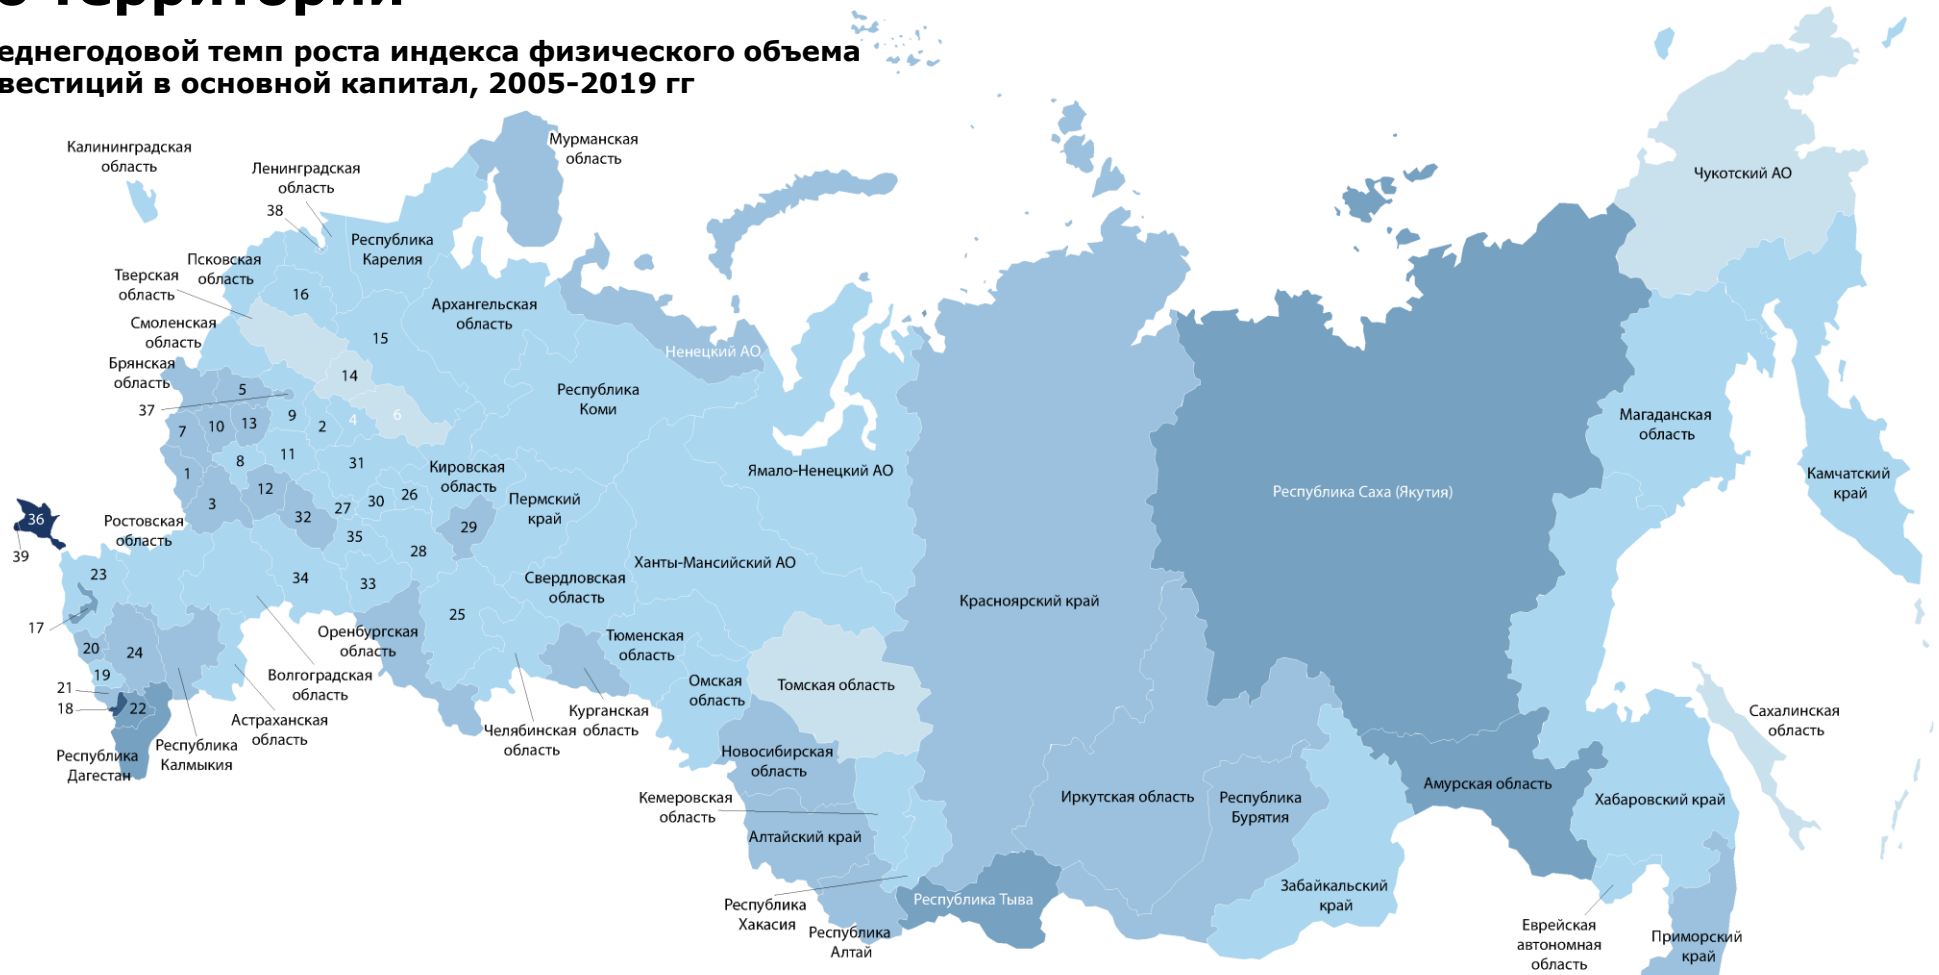 о территории
еднегодовой темп роста индекса физического объема
вестиций в основной капитал, 2005-2019 гг
Калининградская
область
Ленинградская
область
38
Мурманская
область
Псковская
область
Республика
Карелия
Тверская
область
16
Архангельская
область
Смоленская
область
15
Ненецкий АО
Брянская
область
14
5
37
Республика
Коми
7
10
13
9
2
4
6
1
8
11
31
12
3
32
27
30
26
Кировская
область
Пермский
край
29
Ямало-Ненецкий АО
36
39
Ростовская
область
35
28
23
34
33
Свердловская
область
Ханты-Мансийский АО
17
25
20
24
19
Оренбургская
область
Тюменская
область
21
18
22
Волгоградская
область
Омская
область
Томская область
Астраханская
область
Челябинская
область
Курганская
область
Республика
Дагестан
Республика
Калмыкия
Новосибирская
область
Кемеровская
область
Алтайский край
Республика
Хакасия
Республика
Алтай
Республика Тыва
Красноярский край
Иркутская область
Республика
Бурятия
Забайкальский
край
Республика Саха (Якутия)
Чукотский АО
Магаданская
область
Камчатский
край
Сахалинская
область
Амурская область
Хабаровский край
Еврейская
автономная
область
Приморский
край